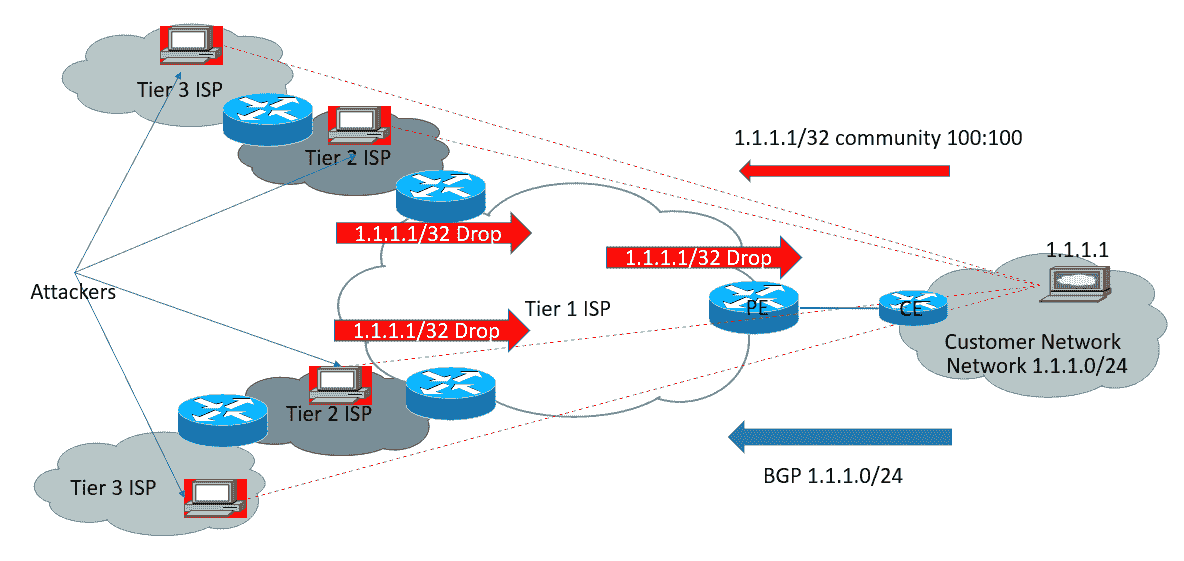 Tier 3 ISP
Tier 2 ISP
1.1.1.1/32 community 100:100
1.1.1.1/32 Drop
1.1.1.1/32 Drop
1.1.1.1
Attackers
Tier 1 ISP
PE
CE
1.1.1.1/32 Drop
Customer Network
Network 1.1.1.0/24
Tier 2 ISP
BGP 1.1.1.0/24
Tier 3 ISP